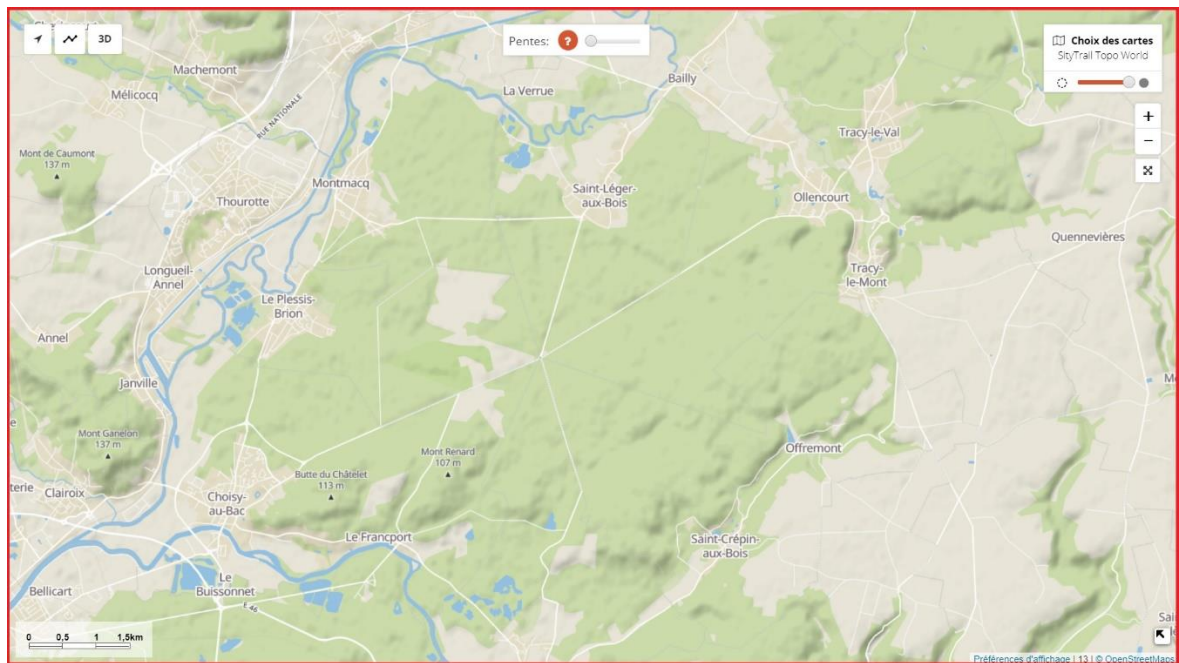 3D
Pentes: ?
Choix des cartes
SityTrail Topo World
+
−
Machemont
Mélicocq
RUE NATIONALE
La Verrue
Bailly
Tracy-le-Val
Mont de Caumont
137 m
Montmacq
Thourotte
Saint-Léger-
aux-Bois
Ollencourt
Quennevières
Longueil-
Annel
Tracy-
le-Mont
Le Plessis-
Brion
Annel
Janville
Mont Ganelon
137 m
Offremont
Mont Renard
107 m
Butte du Châtelet
113 m
terie
Clairoix
Choisy-
au-Bac
Le Francport
Saint-Crépin-
aux-Bois
Bellicart
Le
Buissonnet
E 46
Sai
0 0,5 1 1,5km
Préférences d'affichage | 13 | © OpenStreetMaps